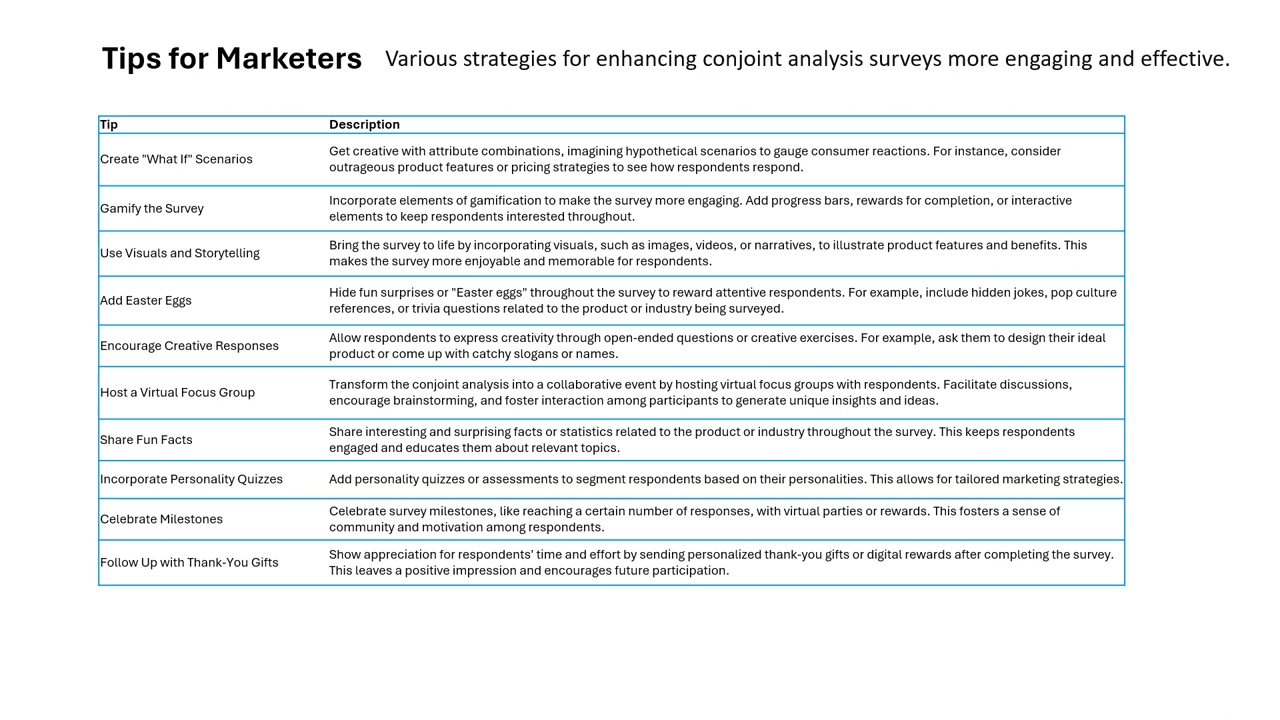 Tips for Marketers Various strategies for enhancing conjoint analysis surveys more engaging and effective.
Tip Description
Create "What If" Scenarios
Get creative with attribute combinations, imagining hypothetical scenarios to gauge consumer reactions. For instance, consider
outrageous product features or pricing strategies to see how respondents respond.
Gamify the Survey
Incorporate elements of gamification to make the survey more engaging. Add progress bars, rewards for completion, or interactive
elements to keep respondents interested throughout.
Use Visuals and Storytelling
Bring the survey to life by incorporating visuals, such as images, videos, or narratives, to illustrate product features and benefits. This
makes the survey more enjoyable and memorable for respondents.
Add Easter Eggs
Hide fun surprises or "Easter eggs" throughout the survey to reward attentive respondents. For example, include hidden jokes, pop culture
references, or trivia questions related to the product or industry being surveyed.
Encourage Creative Responses
Allow respondents to express creativity through open-ended questions or creative exercises. For example, ask them to design their ideal
product or come up with catchy slogans or names.
Host a Virtual Focus Group
Transform the conjoint analysis into a collaborative event by hosting virtual focus groups with respondents. Facilitate discussions,
encourage brainstorming, and foster interaction among participants to generate unique insights and ideas.
Share Fun Facts
Share interesting and surprising facts or statistics related to the product or industry throughout the survey. This keeps respondents
engaged and educates them about relevant topics.
Incorporate Personality Quizzes
Add personality quizzes or assessments to segment respondents based on their personalities. This allows for tailored marketing strategies.
Celebrate Milestones
Celebrate survey milestones, like reaching a certain number of responses, with virtual parties or rewards. This fosters a sense of
community and motivation among respondents.
Follow Up with Thank-You Gifts
Show appreciation for respondents' time and effort by sending personalized thank-you gifts or digital rewards after completing the survey.
This leaves a positive impression and encourages future participation.